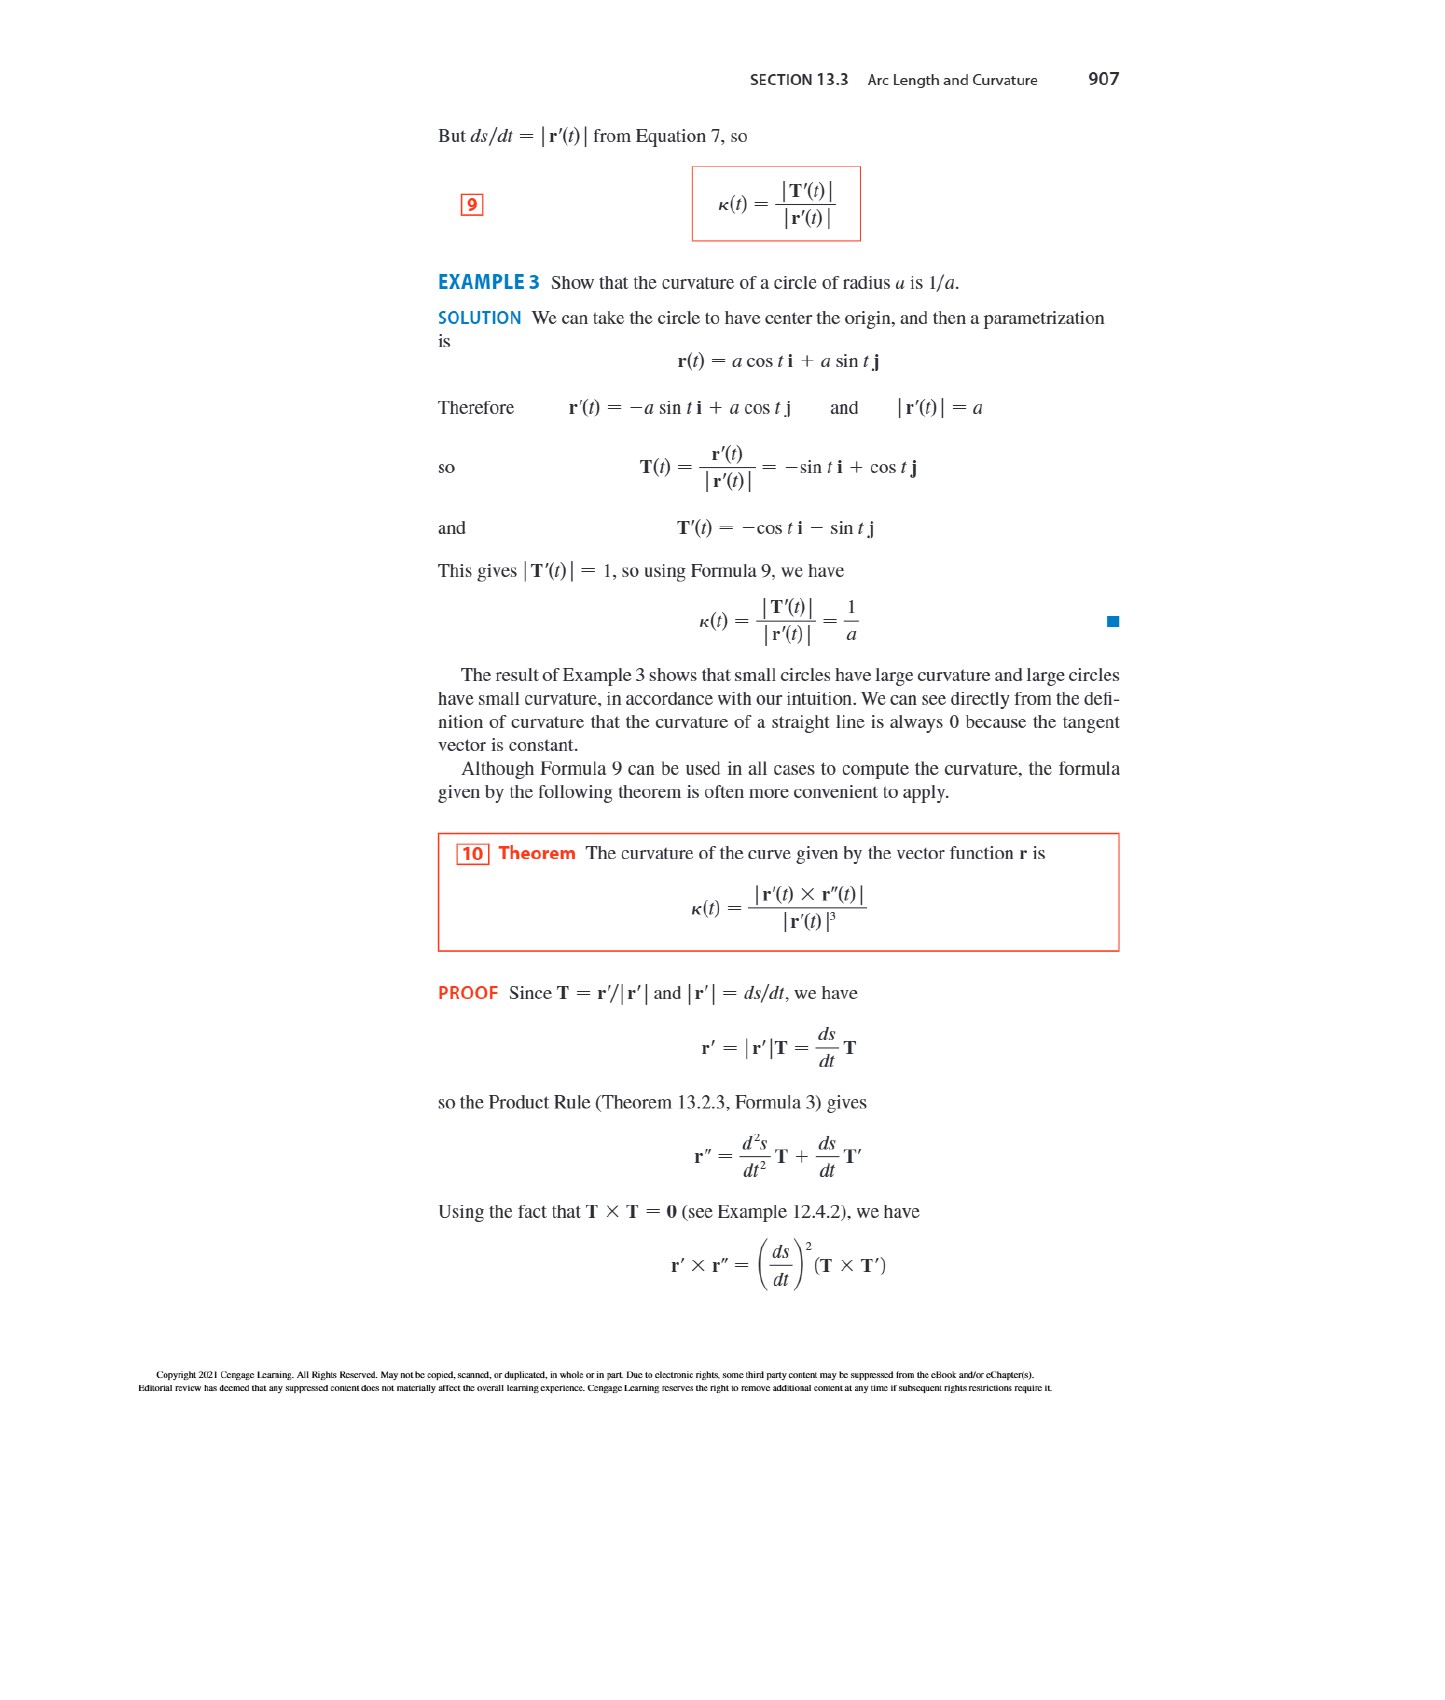 SECTION 13.3 Arc Length and Curvature 907
But ds/dt = |r′(t)| from Equation 7, so
9 κ(t) = |T′(t)| / |r′(t)|
EXAMPLE 3 Show that the curvature of a circle of radius a is 1/a.
SOLUTION We can take the circle to have center the origin, and then a parametrization
is
r(t) = a cos t i + a sin t j
Therefore r′(t) = −a sin t i + a cos t j and |r′(t)| = a
so T(t) = r′(t) / |r′(t)| = −sin t i + cos t j
and T′(t) = −cos t i − sin t j
This gives |T′(t)| = 1, so using Formula 9, we have
κ(t) = |T′(t)| / |r′(t)| = 1 / a
The result of Example 3 shows that small circles have large curvature and large circles
have small curvature, in accordance with our intuition. We can see directly from the defi-
nition of curvature that the curvature of a straight line is always 0 because the tangent
vector is constant.
Although Formula 9 can be used in all cases to compute the curvature, the formula
given by the following theorem is often more convenient to apply.
10 Theorem The curvature of the curve given by the vector function r is
κ(t) = |r′(t) × r″(t)| / |r′(t)|³
PROOF Since T = r′/|r′| and |r′| = ds/dt, we have
r′ = |r′|T = ds/dt T
so the Product Rule (Theorem 13.2.3, Formula 3) gives
r″ = d²s/dt² T + ds/dt T′
Using the fact that T × T = 0 (see Example 12.4.2), we have
r′ × r″ = (ds/dt)² (T × T′)
Copyright 2021 Cengage Learning. All Rights Reserved. May not be copied, scanned, or duplicated, in whole or in part. Due to electronic rights, some third party content may be suppressed from the eBook and/or eChapter(s).
Editorial review has deemed that any suppressed content does not materially affect the overall learning experience. Cengage Learning reserves the right to remove additional content at any time if subsequent rights restrictions require it.